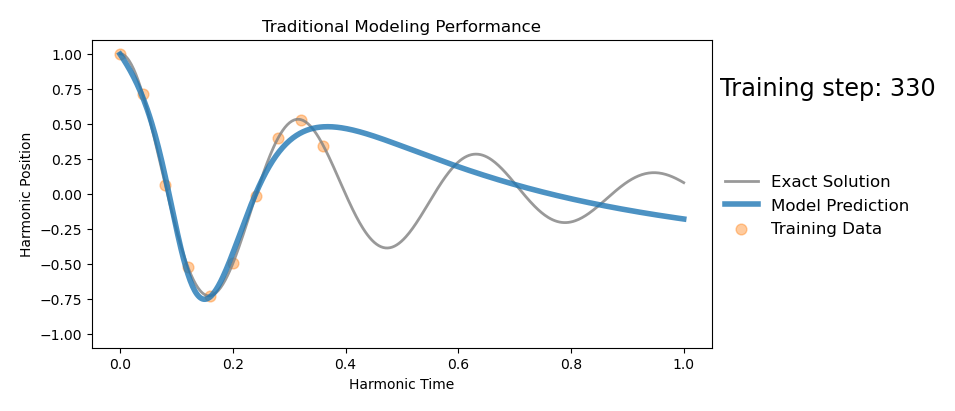 Traditional Modeling Performance
1.00
0.75
0.50
0.25
0.00
−0.25
−0.50
−0.75
−1.00
Harmonic Position
0.0
0.2
0.4
0.6
0.8
1.0
Harmonic Time
Training step: 330
Exact Solution
Model Prediction
Training Data